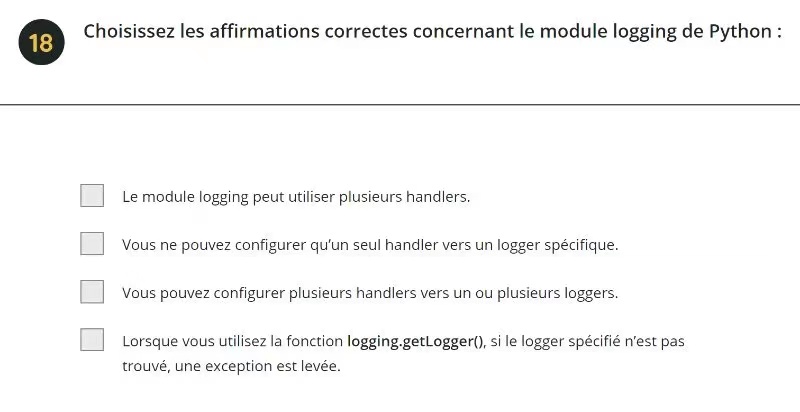 18
Choisissez les affirmations correctes concernant le module logging de Python :
Le module logging peut utiliser plusieurs handlers.
Vous ne pouvez configurer qu'un seul handler vers un logger spécifique.
Vous pouvez configurer plusieurs handlers vers un ou plusieurs loggers.
Lorsque vous utilisez la fonction logging.getLogger(), si le logger spécifié n'est pas
trouvé, une exception est levée.